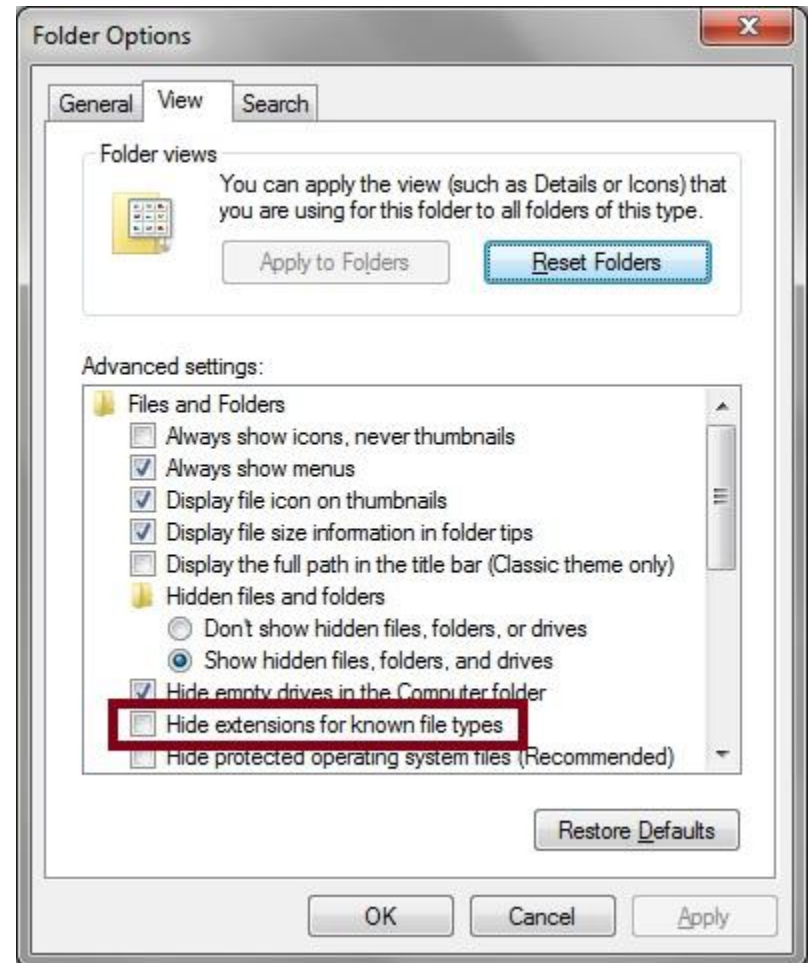 Folder Options
General
View
Search
Folder views
You can apply the view (such as Details or Icons) that
you are using for this folder to all folders of this type.
Apply to Folders
Reset Folders
Advanced settings:
Files and Folders
Always show icons, never thumbnails
Always show menus
Display file icon on thumbnails
Display file size information in folder tips
Display the full path in the title bar (Classic theme only)
Hidden files and folders
Don't show hidden files, folders, or drives
Show hidden files, folders, and drives
Hide empty drives in the Computer folder
Hide extensions for known file types
Hide protected operating system files (Recommended)
Restore Defaults
OK
Cancel
Apply